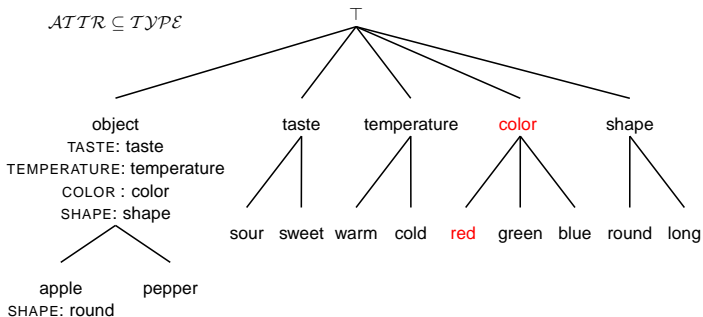 𝒜𝒯𝒯ℛ ⊆ 𝒯𝒴𝒫ℰ
⊤
object taste temperature color shape
TASTE: taste
TEMPERATURE: temperature
COLOR : color
SHAPE: shape
sour sweet warm cold red green blue round long
apple pepper
SHAPE: round